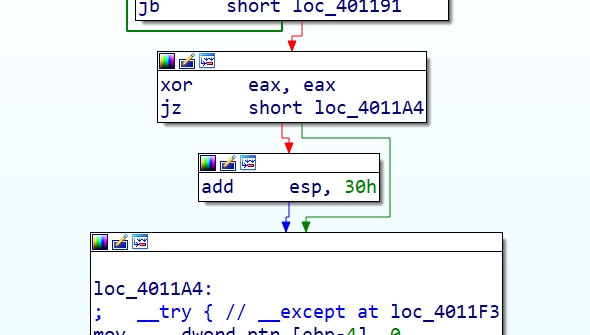 jb short loc_401191
xor eax, eax
jz short loc_4011A4
add esp, 30h
loc_4011A4:
; __try { // __except at loc_4011F3
mov dword ptr [ebp-4], 0